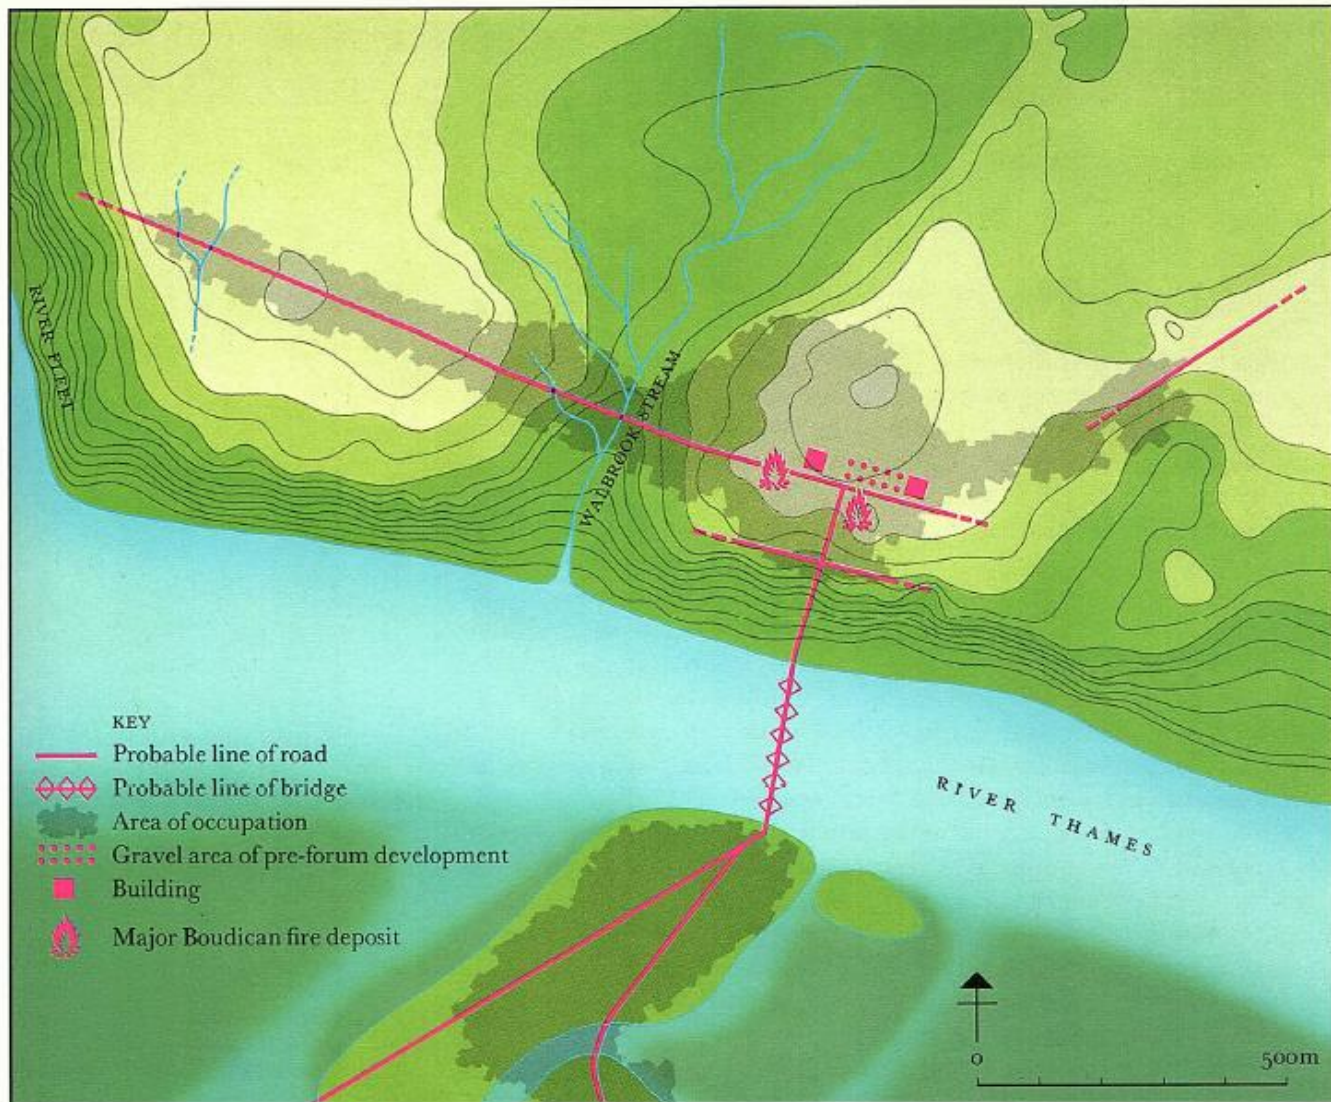 RIVER FLEET
WALBROOK STREAM
RIVER THAMES
KEY
Probable line of road
Probable line of bridge
Area of occupation
Gravel area of pre-forum development
Building
Major Boudican fire deposit
0 500m